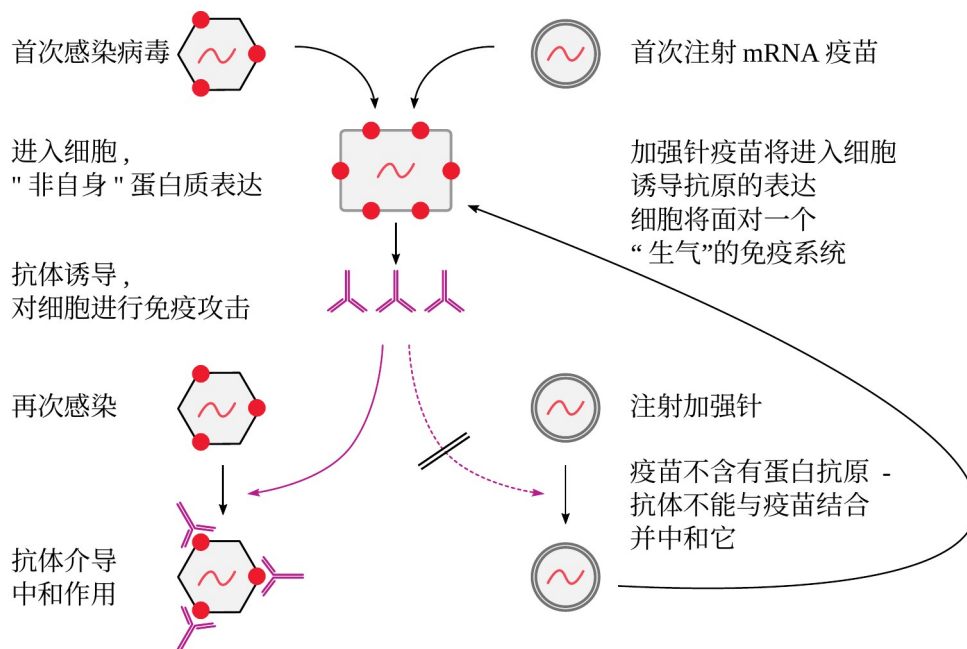 首次感染病毒
首次注射 mRNA 疫苗
进入细胞 ,
" 非自身 " 蛋白质表达
加强针疫苗将进入细胞
诱导抗原的表达
细胞将面对一个
“ 生气”的免疫系统
抗体诱导 ,
对细胞进行免疫攻击
再次感染
注射加强针
疫苗不含有蛋白抗原 -
抗体不能与疫苗结合
并中和它
抗体介导
中和作用